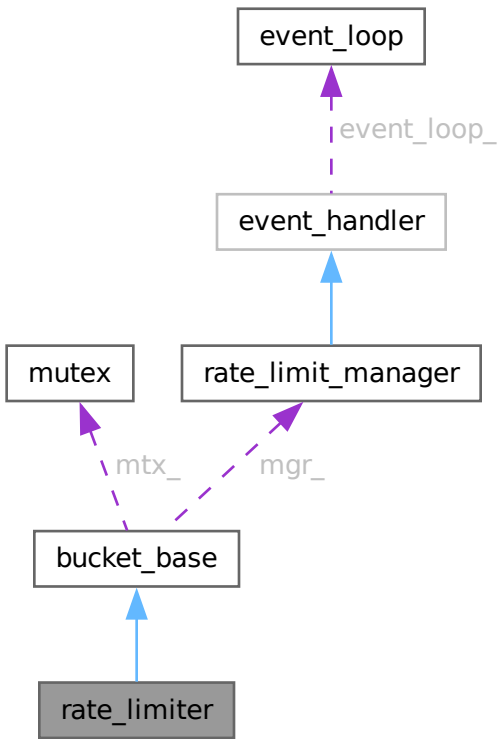 event_loop
event_loop_
event_handler
mutex
rate_limit_manager
mtx_
mgr_
bucket_base
rate_limiter